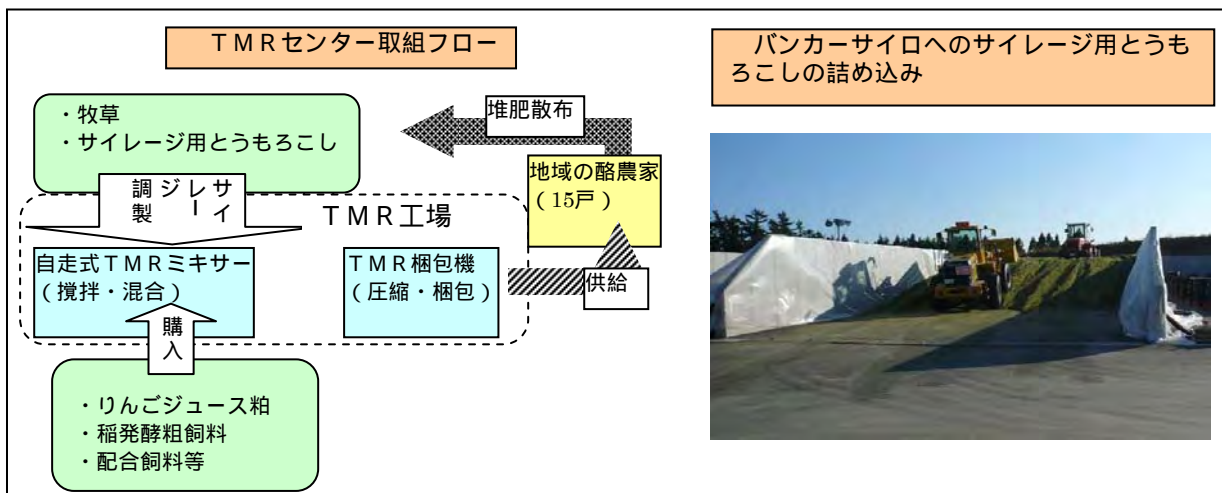 TMRセンター取組フロー
・牧草
・サイレージ用とうもろこし
堆肥散布
地域の酪農家
(15戸)
サイレージ調製
TMR工場
自走式TMRミキサー
(攪拌・混合)
TMR梱包機
(圧縮・梱包)
供給
購入
・りんごジュース粕
・稲発酵粗飼料
・配合飼料等
バンカーサイロへのサイレージ用とうも
ろこしの詰め込み